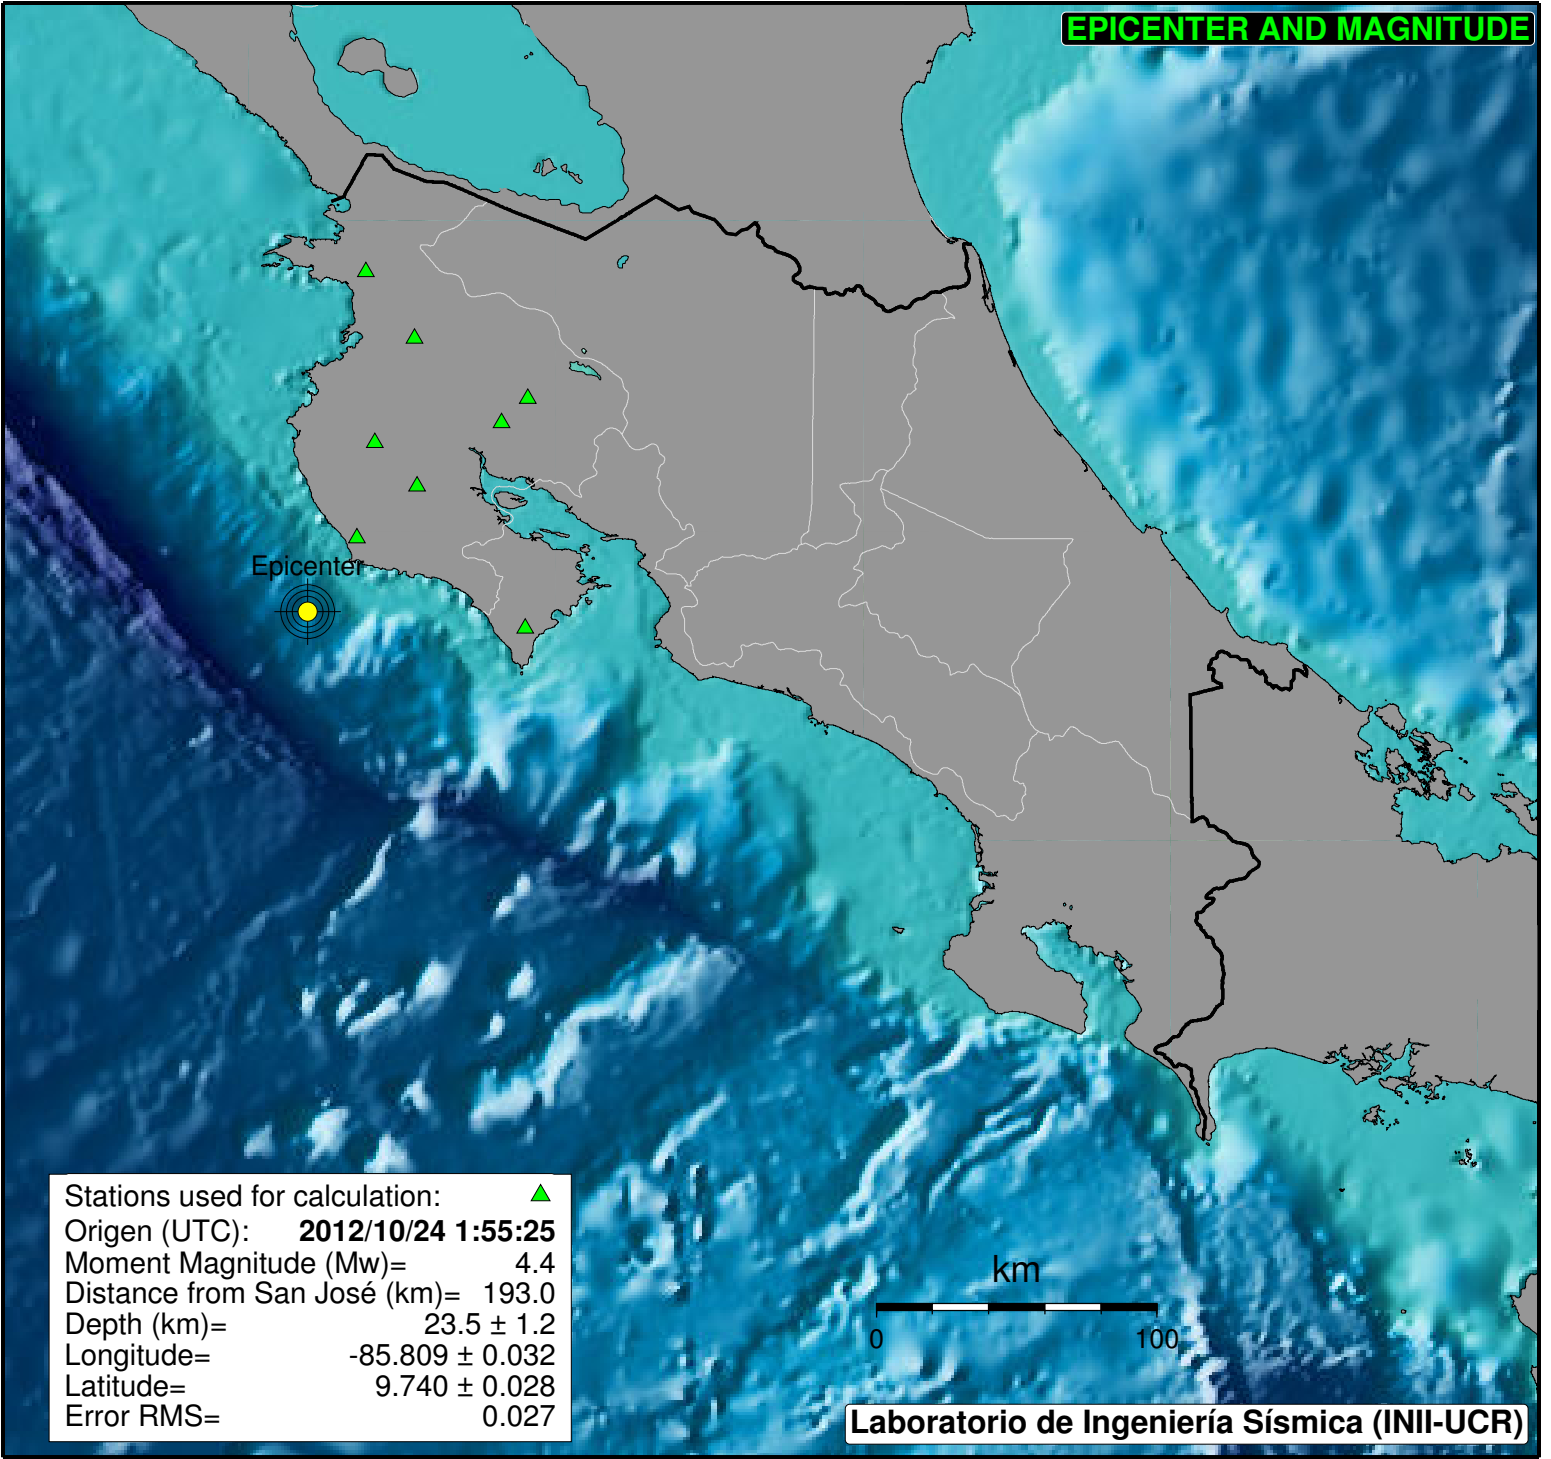 EPICENTER AND MAGNITUDE
Epicenter
Stations used for calculation:
Origen (UTC): 2012/10/24 1:55:25
Moment Magnitude (Mw)= 4.4
Distance from San José (km)= 193.0
Depth (km)= 23.5 ± 1.2
Longitude= -85.809 ± 0.032
Latitude= 9.740 ± 0.028
Error RMS= 0.027
km
0 100
Laboratorio de Ingeniería Sísmica (INII-UCR)